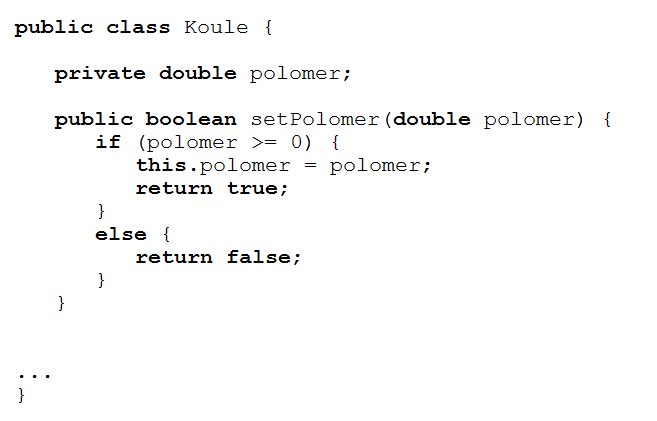 public class Koule {
private double polomer;
public boolean setPolomer(double polomer) {
if (polomer >= 0) {
this.polomer = polomer;
return true;
}
else {
return false;
}
}
...
}